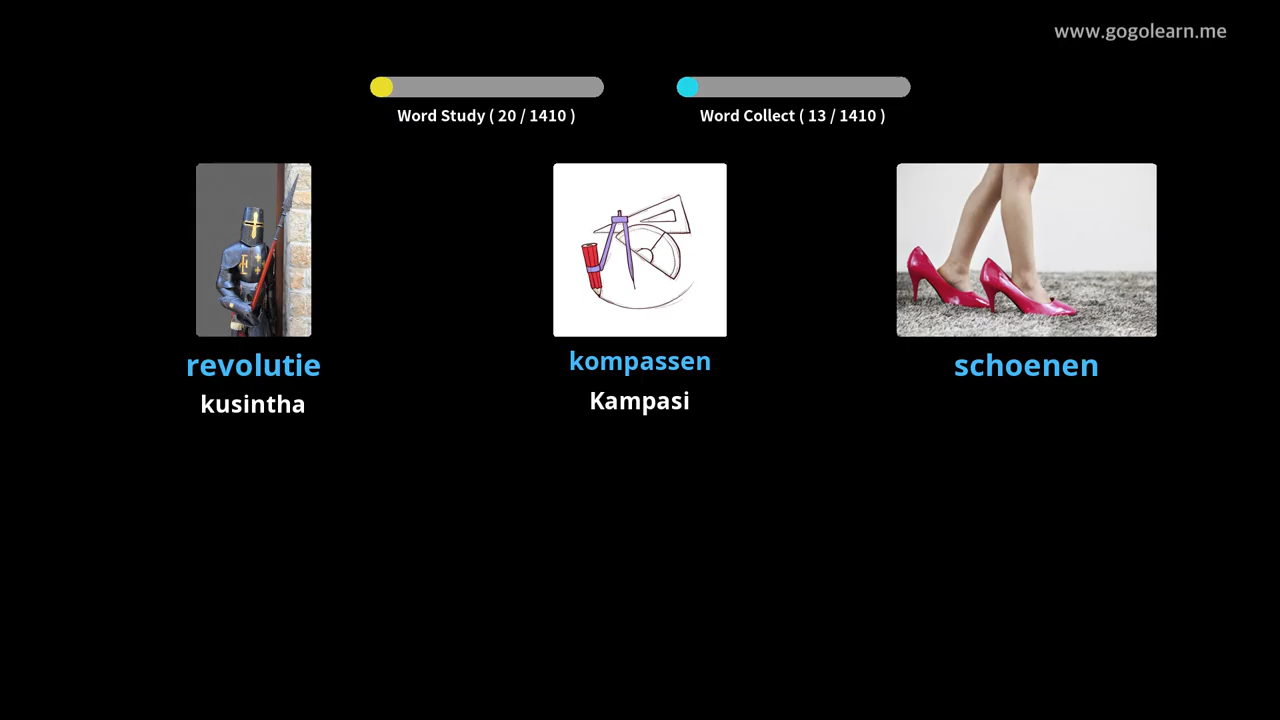 www.gogolearn.me
Word Study ( 20 / 1410 )
Word Collect ( 13 / 1410 )
revolutie
kusintha
kompassen
Kampasi
schoenen